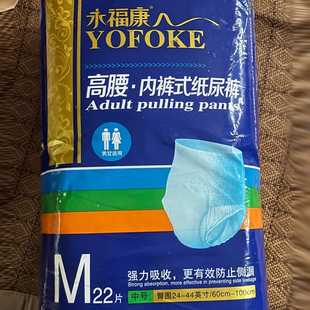 永福康
YOFOKE
高腰·内裤式纸尿裤
Adult pulling pants
男女适用
M22片
强力吸收，更有效防止侧漏
Strong absorption, more effective in preventing side leakage
中号 臀围24-44英寸/60cm-100cm